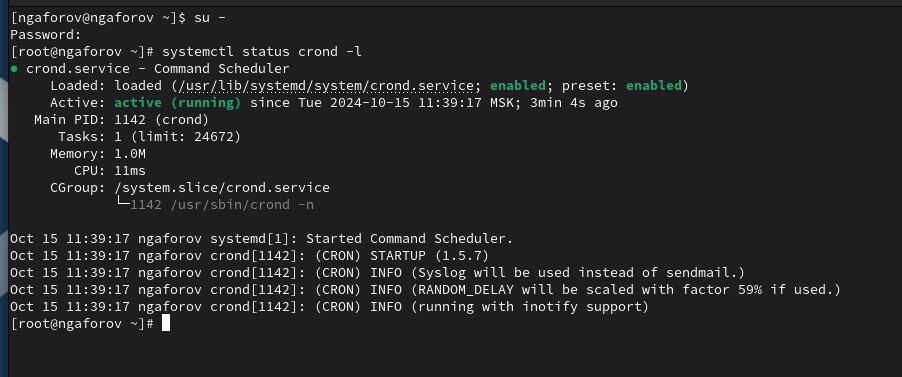 [ngaforov@ngaforov ~]$ su -
Password:
[root@ngaforov ~]# systemctl status crond -l
● crond.service - Command Scheduler
     Loaded: loaded (/usr/lib/systemd/system/crond.service; enabled; preset: enabled)
     Active: active (running) since Tue 2024-10-15 11:39:17 MSK; 3min 4s ago
   Main PID: 1142 (crond)
      Tasks: 1 (limit: 24672)
     Memory: 1.0M
        CPU: 11ms
     CGroup: /system.slice/crond.service
             └─1142 /usr/sbin/crond -n

Oct 15 11:39:17 ngaforov systemd[1]: Started Command Scheduler.
Oct 15 11:39:17 ngaforov crond[1142]: (CRON) STARTUP (1.5.7)
Oct 15 11:39:17 ngaforov crond[1142]: (CRON) INFO (Syslog will be used instead of sendmail.)
Oct 15 11:39:17 ngaforov crond[1142]: (CRON) INFO (RANDOM_DELAY will be scaled with factor 59% if used.)
Oct 15 11:39:17 ngaforov crond[1142]: (CRON) INFO (running with inotify support)
[root@ngaforov ~]#